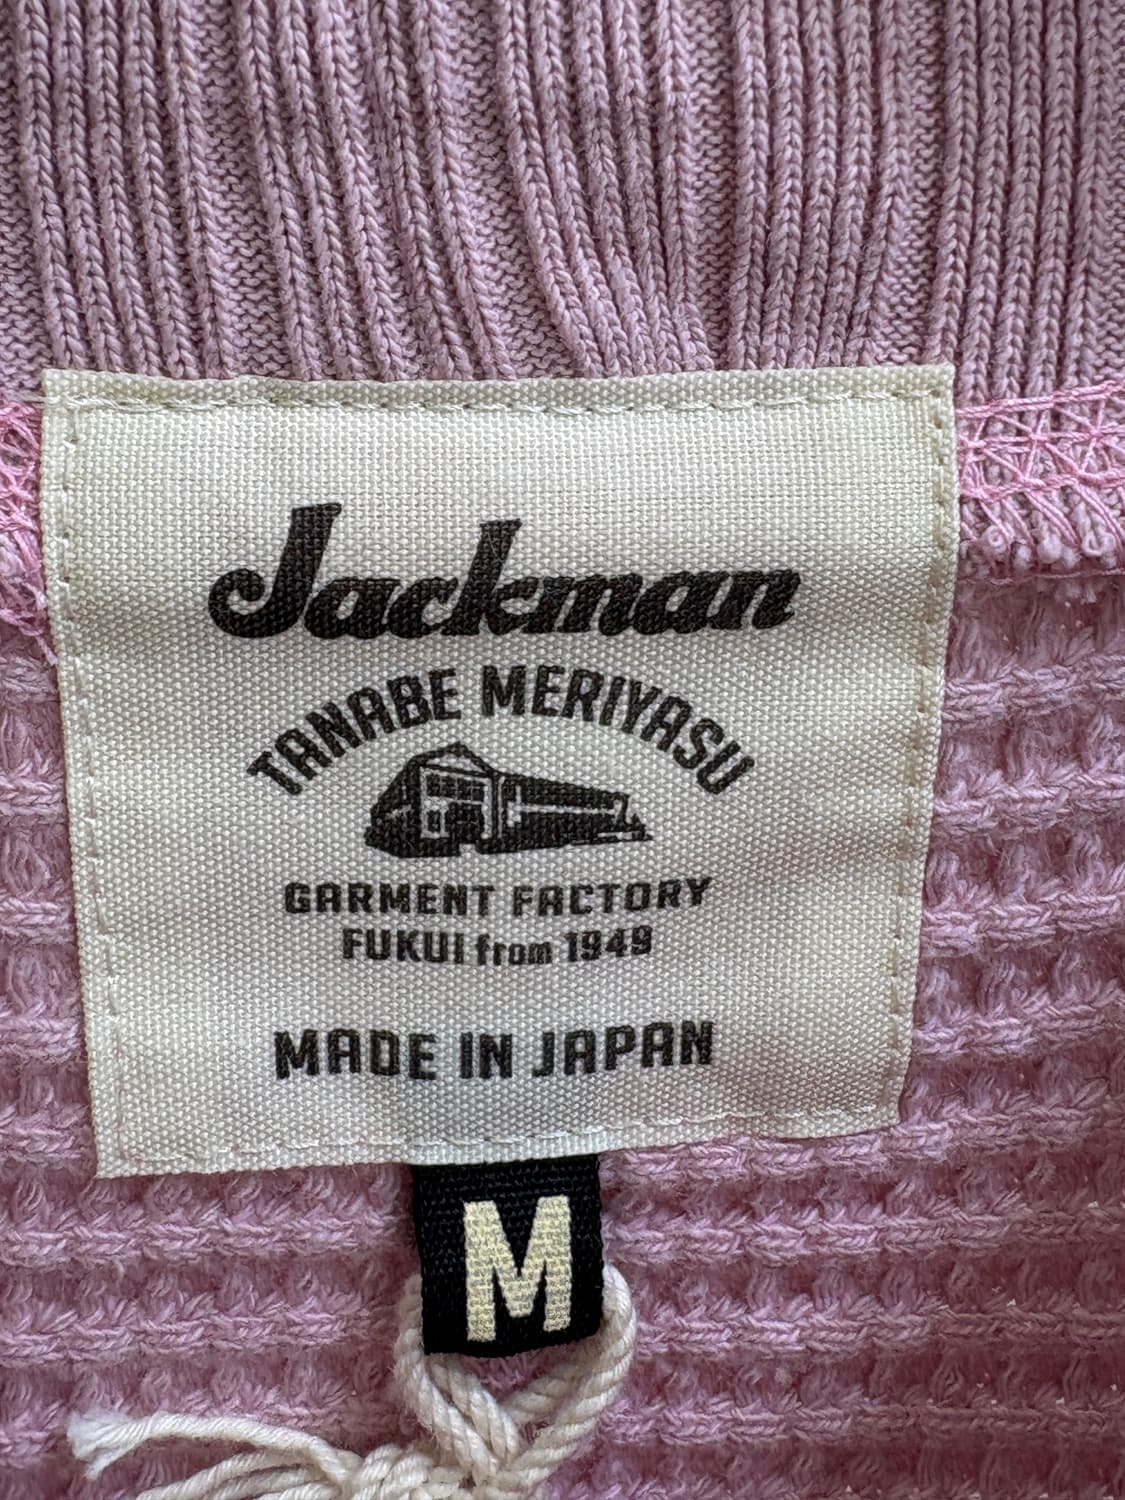 Jackman
TANABE MERIYASU
GARMENT FACTORY
FUKUI from 1949
MADE IN JAPAN
M